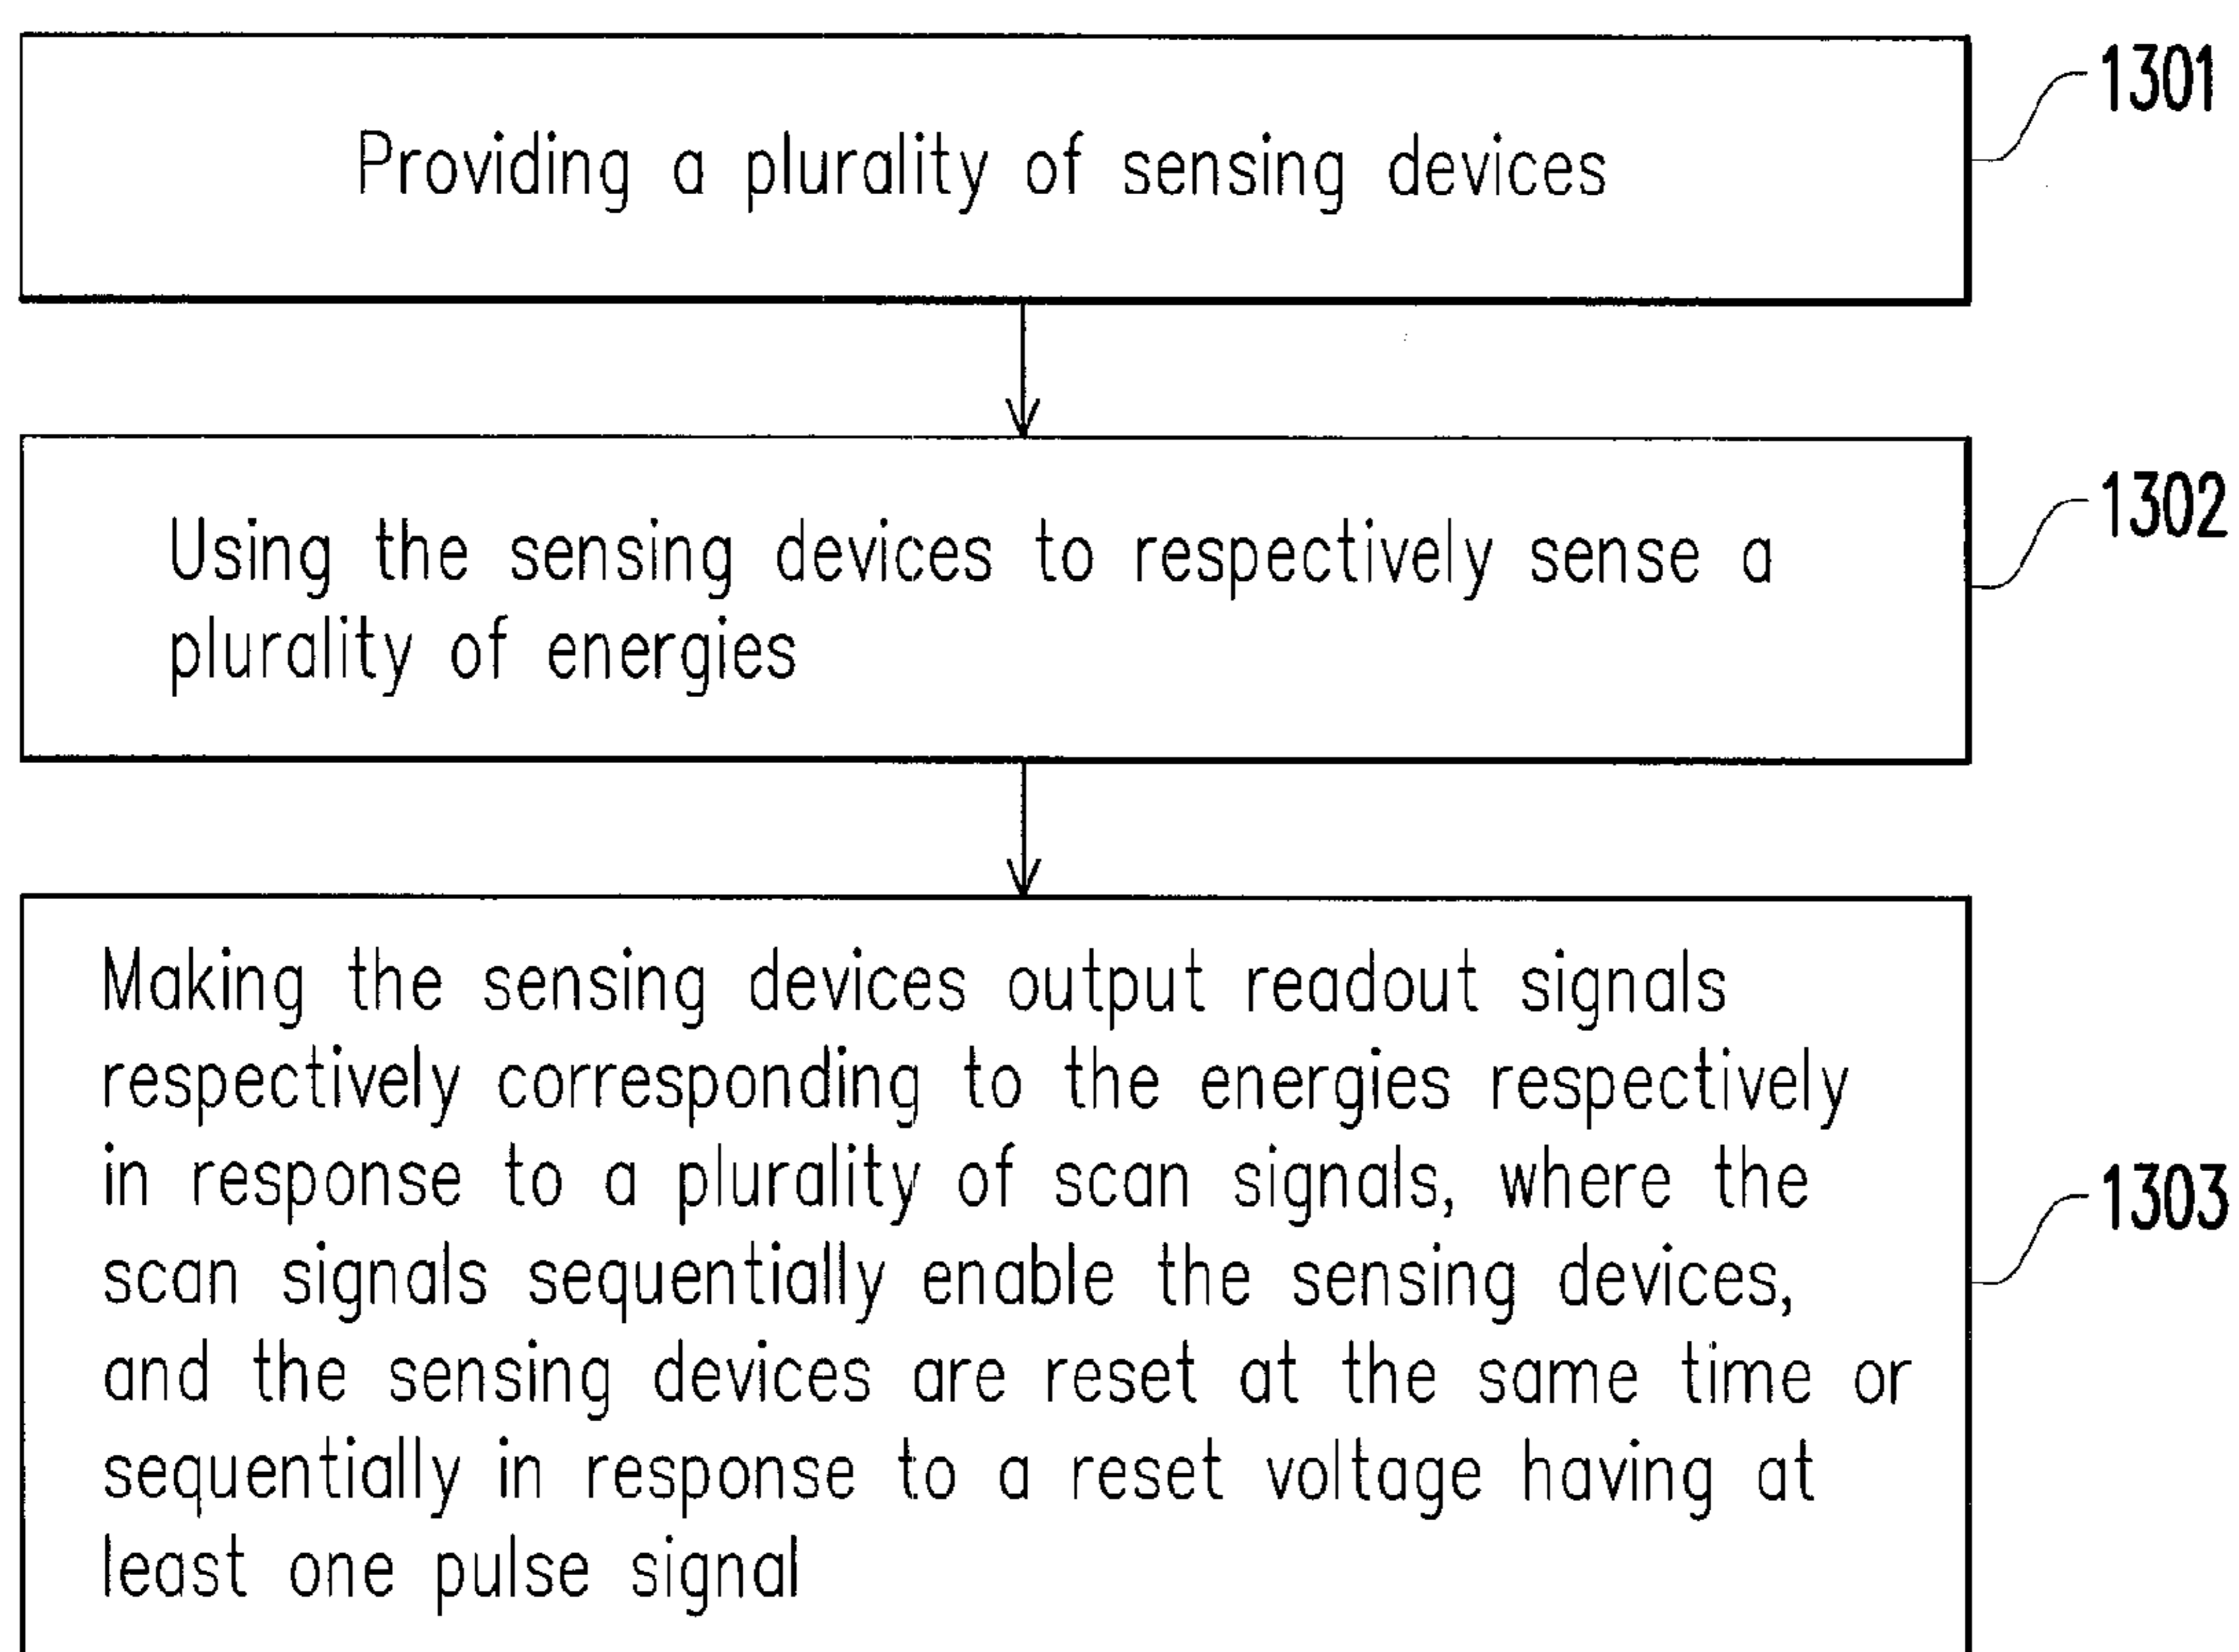 1301
Providing a plurality of sensing devices
1302
Using the sensing devices to respectively sense a
plurality of energies
Making the sensing devices output readout signals
respectively corresponding to the energies respectively
in response to a plurality of scan signals, where the
1303
scan signals sequentially enable the sensing devices,
and the sensing devices are reset at the same time or
sequentially in response to a reset voltage having at
least one pulse signal